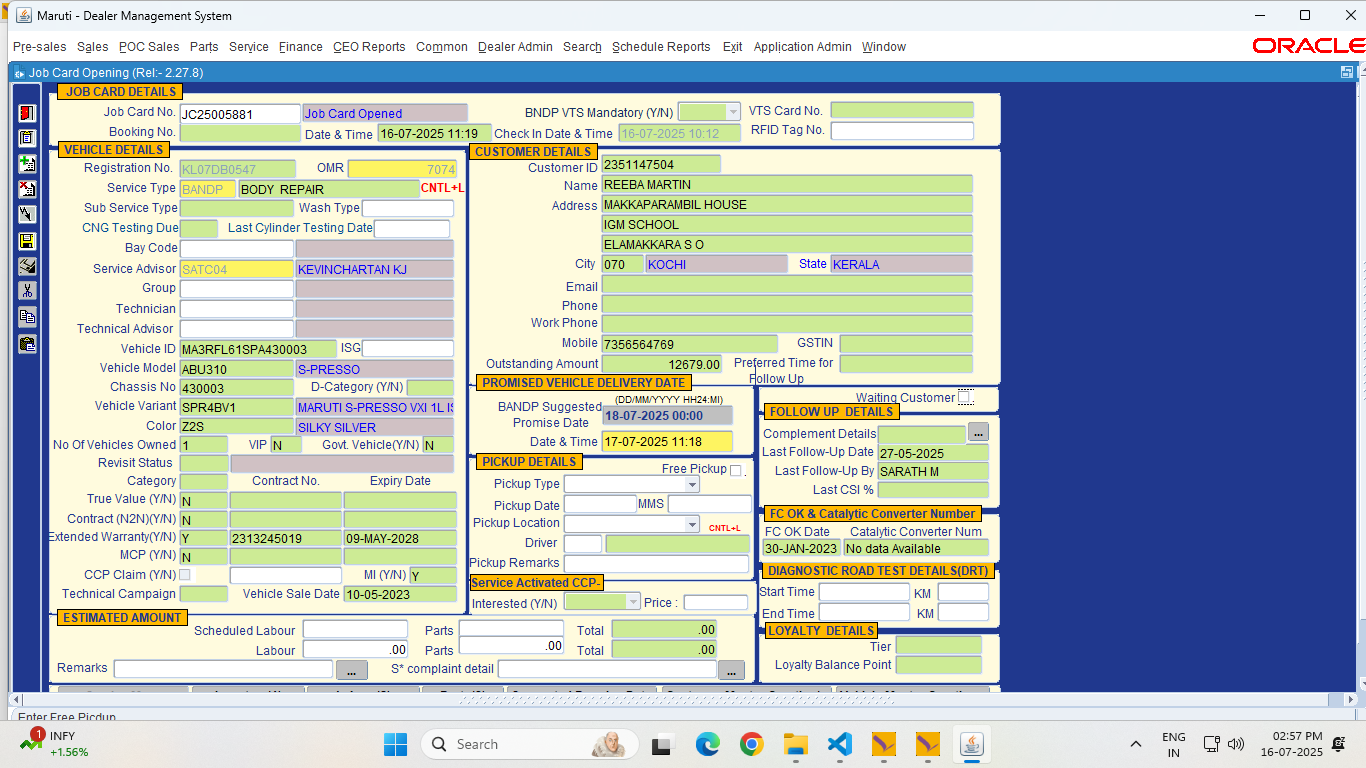 Maruti - Dealer Management System
Pre-sales Sales POC Sales Parts Service Finance CEO Reports Common Dealer Admin Search Schedule Reports Exit Application Admin Window
ORACLE
Job Card Opening (Rel:- 2.27.8)
JOB CARD DETAILS
Job Card No. JC25005881 Job Card Opened BNDP VTS Mandatory (Y/N) VTS Card No.
Booking No. Date & Time 16-07-2025 11:19 Check In Date & Time 16-07-2025 10:12 RFID Tag No.
VEHICLE DETAILS
Registration No. KL07DB0547 OMR 7074
Service Type BANDP BODY REPAIR CNTL+L
Sub Service Type Wash Type
CNG Testing Due Last Cylinder Testing Date
Bay Code
Service Advisor SATC04 KEVINCHARTAN KJ
Group
Technician
Technical Advisor
Vehicle ID MA3RFL61SPA430003 ISG
Vehicle Model ABU310 S-PRESSO
Chassis No 430003 D-Category (Y/N)
Vehicle Variant SPR4BV1 MARUTI S-PRESSO VXI 1L
Color Z2S SILKY SILVER
No Of Vehicles Owned 1 VIP N Govt. Vehicle(Y/N) N
Revisit Status
Category Contract No. Expiry Date
True Value (Y/N) N
Contract (N2N)(Y/N) N
Extended Warranty(Y/N) Y 2313245019 09-MAY-2028
MCP (Y/N) N
CCP Claim (Y/N) MI (Y/N) Y
Technical Campaign Vehicle Sale Date 10-05-2023
CUSTOMER DETAILS
Customer ID 2351147504
Name REEBA MARTIN
Address MAKKAPARAMBIL HOUSE
IGM SCHOOL
ELAMAKKARA S O
City 070 KOCHI State KERALA
Email
Phone
Work Phone
Mobile 7356564769 GSTIN
Outstanding Amount 12679.00 Preferred Time for
Follow Up
PROMISED VEHICLE DELIVERY DATE
(DD/MM/YYYY HH24:MI)
BANDP Suggested
Promise Date 18-07-2025 00:00
Date & Time 17-07-2025 11:18
PICKUP DETAILS
Free Pickup .
Pickup Type
Pickup Date MMS
Pickup Location CNTL+L
Driver
Pickup Remarks
Service Activated CCP-
Interested (Y/N) Price :
Waiting Customer
FOLLOW UP DETAILS
Complement Details ...
Last Follow-Up Date 27-05-2025
Last Follow-Up By SARATH M
Last CSI %
FC OK & Catalytic Converter Number
FC OK Date Catalytic Converter Num
30-JAN-2023 No data Available
DIAGNOSTIC ROAD TEST DETAILS(DRT)
Start Time KM
End Time KM
LOYALTY DETAILS
Tier
Loyalty Balance Point
ESTIMATED AMOUNT
Scheduled Labour Parts Total .00
Labour .00 Parts .00 Total .00
Remarks ... S* complaint detail ...
Enter Free Picdup
1
INFY
+1.56%
Search
ENG
IN
02:57 PM
16-07-2025